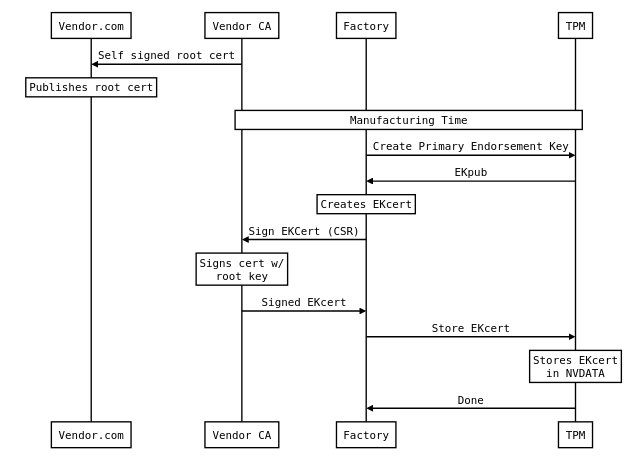 Vendor.com
Vendor CA
Factory
TPM
Self signed root cert
Publishes root cert
Manufacturing Time
Create Primary Endorsement Key
EKpub
Creates EKcert
Sign EKCert (CSR)
Signs cert w/
root key
Signed EKcert
Store EKcert
Stores EKcert
in NVDATA
Done
Vendor.com
Vendor CA
Factory
TPM